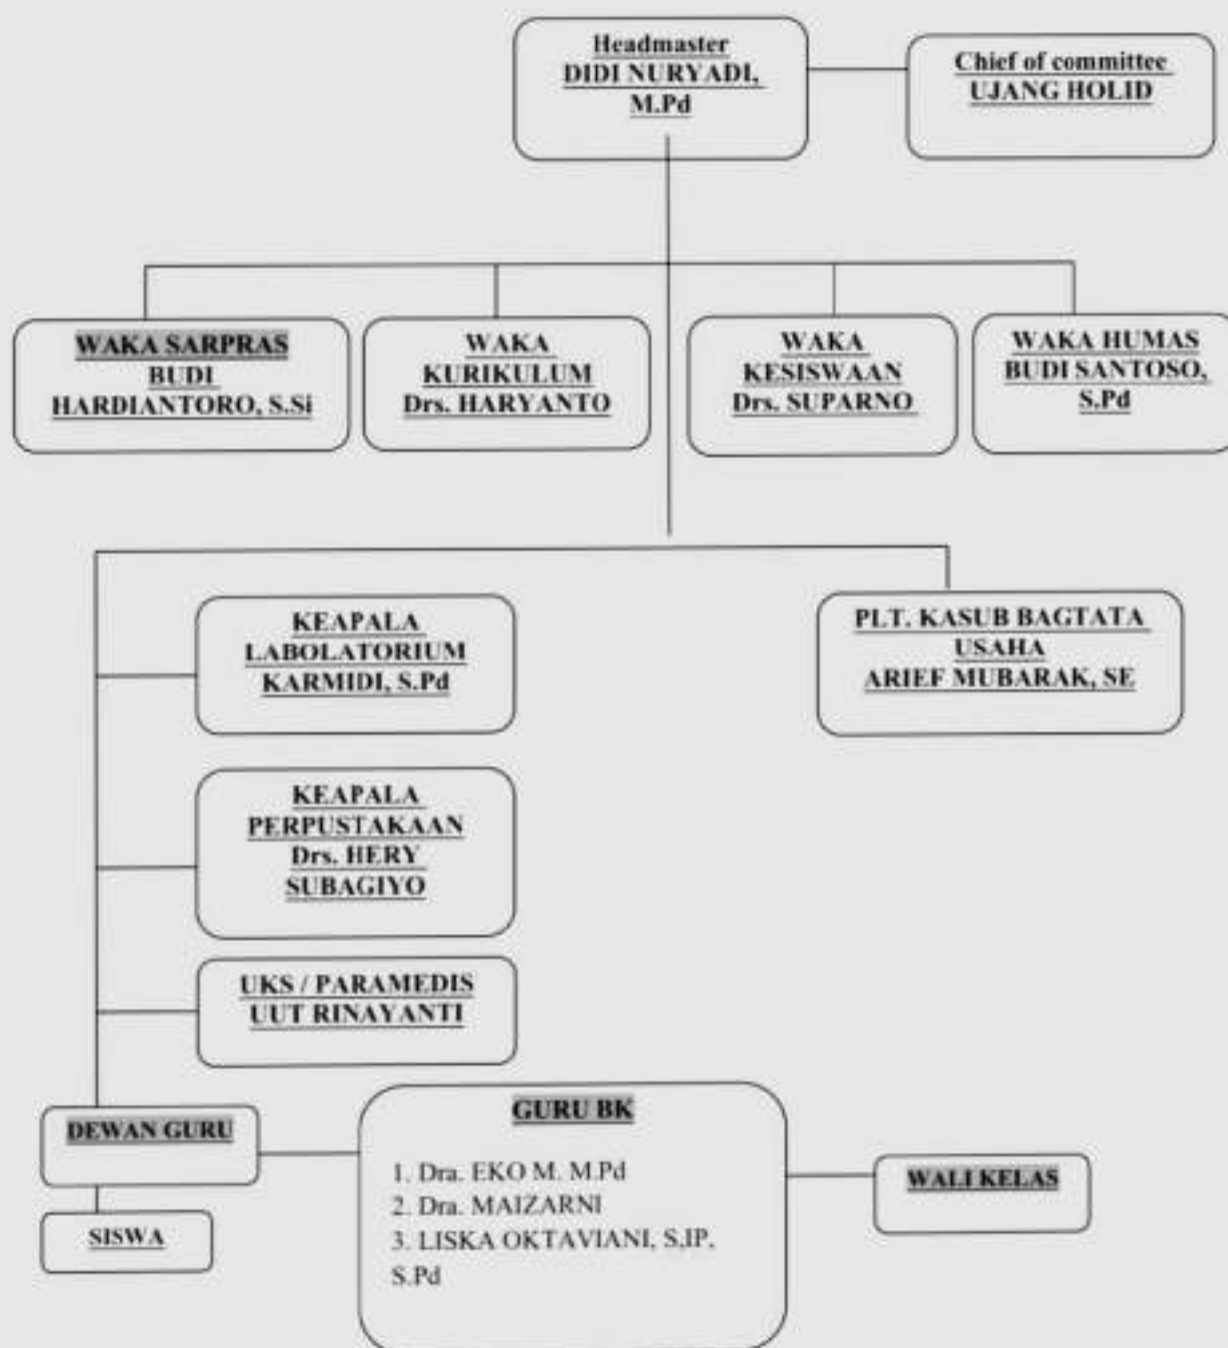 Headmaster
DIDI NURYADI,
M.Pd
Chief of committee
UJANG HOLID
WAKA SARPRAS
BUDI
HARDIANTORO, S.Si
WAKA
KURIKULUM
Drs. HARYANTO
WAKA
KESISWAAN
Drs. SUPARNO
WAKA HUMAS
BUDI SANTOSO,
S.Pd
KEAPALA
LABOLATORIUM
KARMIDI, S.Pd
PLT. KASUB BAGTATA
USAHA
ARIEF MUBARAK, SE
KEAPALA
PERPUSTAKAAN
Drs. HERY
SUBAGIYO
UKS / PARAMEDIS
UUT RINAYANTI
DEWAN GURU
GURU BK
1. Dra. EKO M. M.Pd
2. Dra. MAIZARNI
3. LISKA OKTAVIANI, S,IP,
S.Pd
WALI KELAS
SISWA